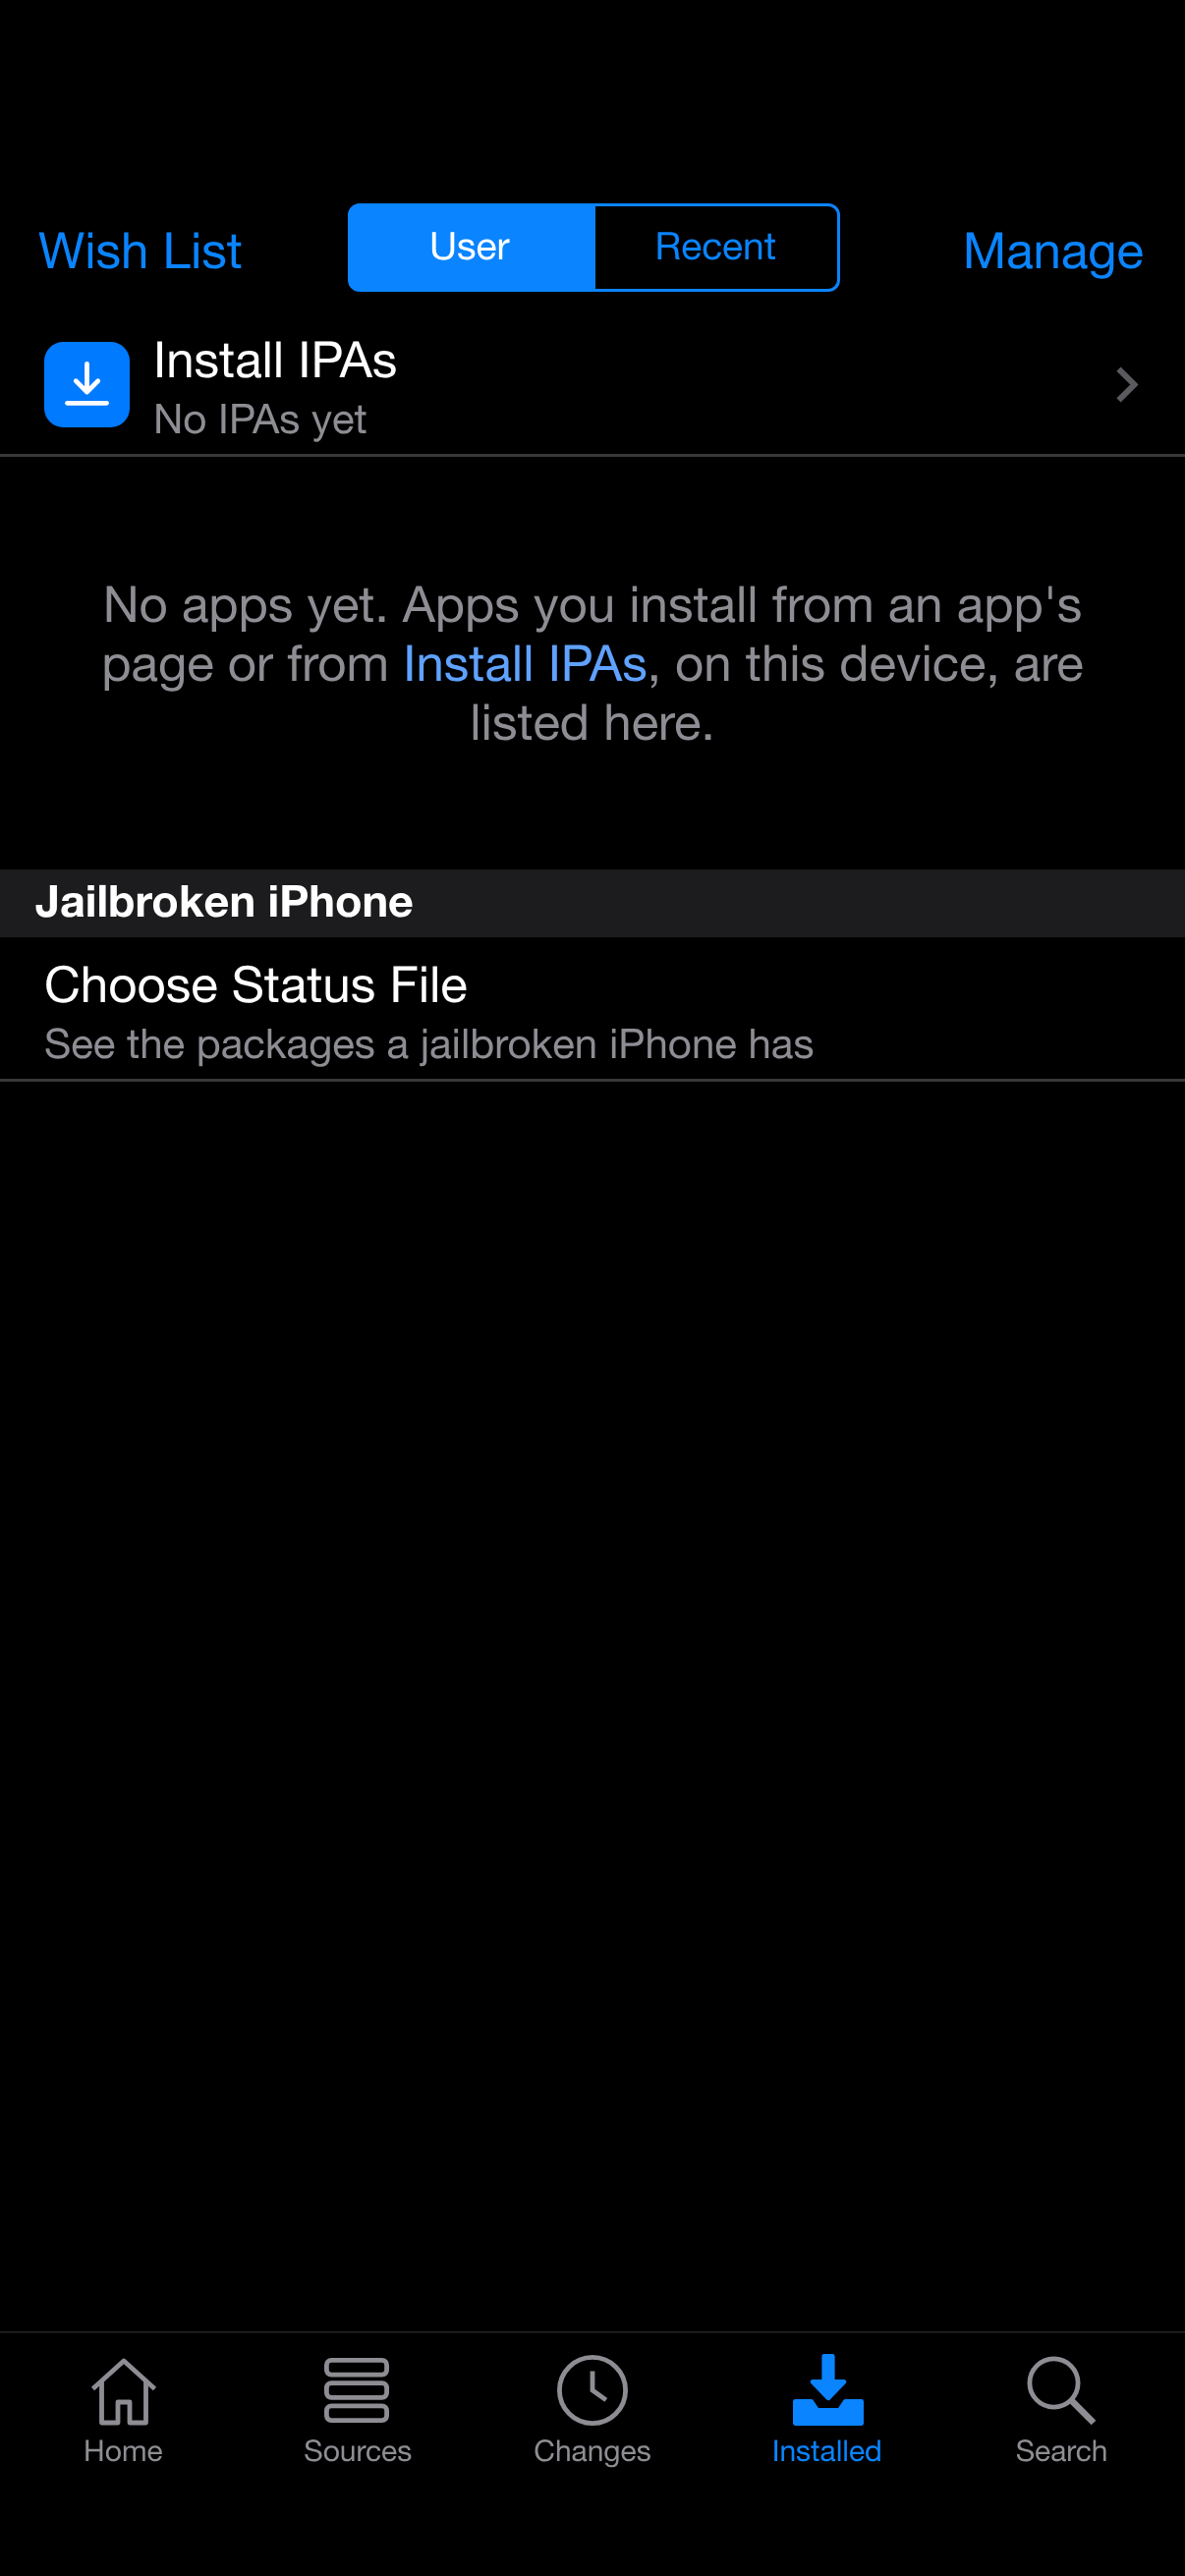 Wish List
User
Recent
Manage
Install IPAs
No IPAs yet
No apps yet. Apps you install from an app's
page or from Install IPAs, on this device, are
listed here.
Jailbroken iPhone
Choose Status File
See the packages a jailbroken iPhone has
Home
Sources
Changes
Installed
Search